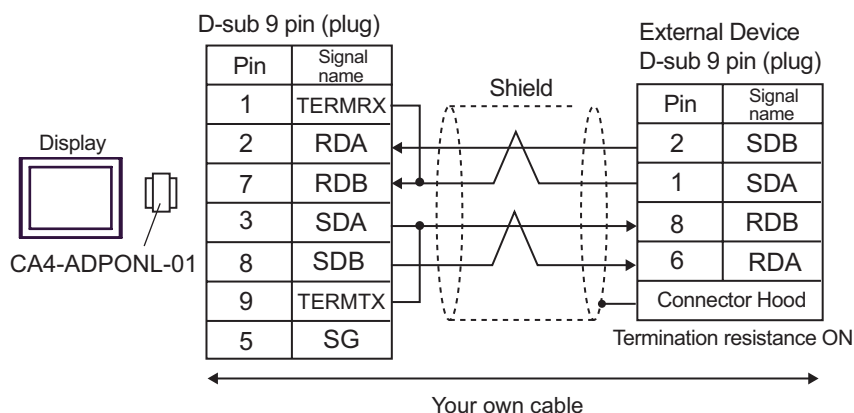 D-sub 9 pin (plug)
Pin Signal name
1 TERMRX
2 RDA
7 RDB
3 SDA
8 SDB
9 TERMTX
5 SG
Display
CA4-ADPONL-01
Shield
External Device
D-sub 9 pin (plug)
Pin Signal name
2 SDB
1 SDA
8 RDB
6 RDA
Connector Hood
Termination resistance ON
Your own cable